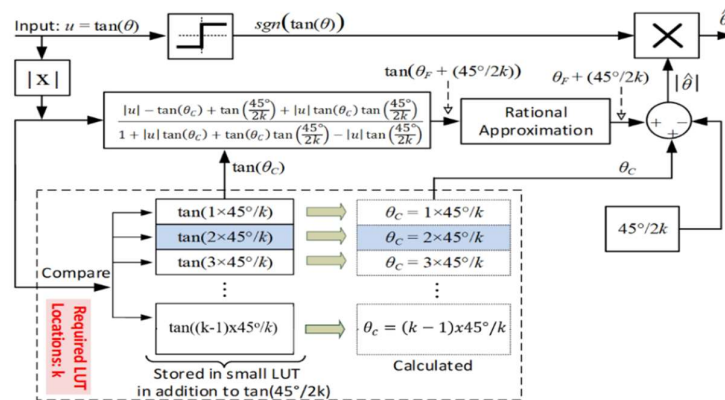 Input: u = tan(θ)
sgn(tan(θ))
θ̂
|x|
tan(θ_F + (45°/2k))
θ_F + (45°/2k)
|θ̂|
|u| − tan(θ_C) + tan(45°/2k) + |u| tan(θ_C) tan(45°/2k)
1 + |u| tan(θ_C) + tan(θ_C) tan(45°/2k) − |u| tan(45°/2k)
Rational
Approximation
+ −
+
tan(θ_C)
θ_C
tan(1×45°/k)
θ_C = 1×45°/k
45°/2k
tan(2×45°/k)
θ_C = 2×45°/k
tan(3×45°/k)
θ_C = 3×45°/k
Compare
⋮
⋮
Required LUT
Locations: k
tan((k-1)x45°/k)
θ_c = (k − 1)x45°/k
Stored in small LUT
in addition to tan(45°/2k)
Calculated